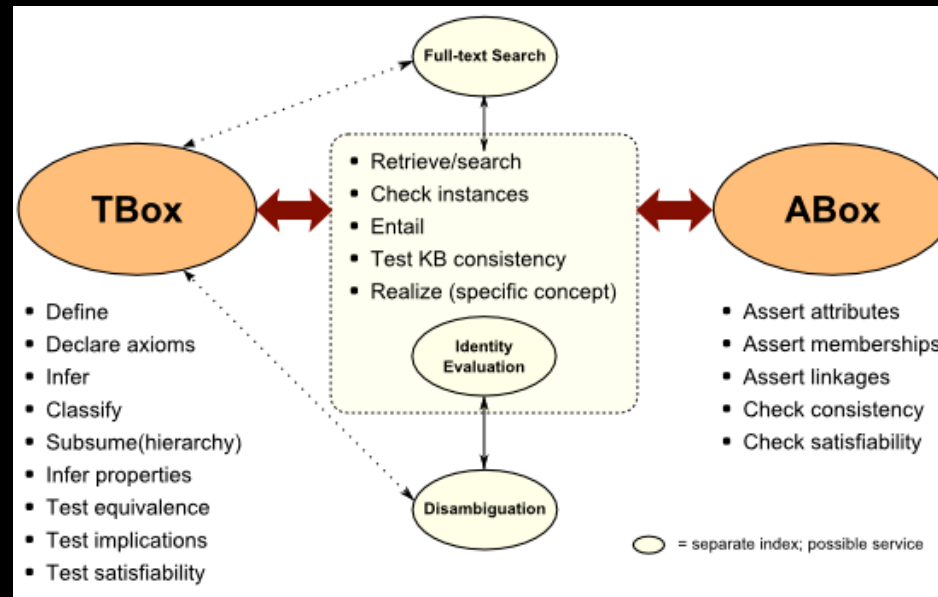 Full-text Search
TBox
▪ Retrieve/search
▪ Check instances
▪ Entail
▪ Test KB consistency
▪ Realize (specific concept)
ABox
▪ Define
▪ Declare axioms
▪ Infer
▪ Classify
▪ Subsume(hierarchy)
▪ Infer properties
▪ Test equivalence
▪ Test implications
▪ Test satisfiability
Identity
Evaluation
▪ Assert attributes
▪ Assert memberships
▪ Assert linkages
▪ Check consistency
▪ Check satisfiability
Disambiguation
= separate index; possible service